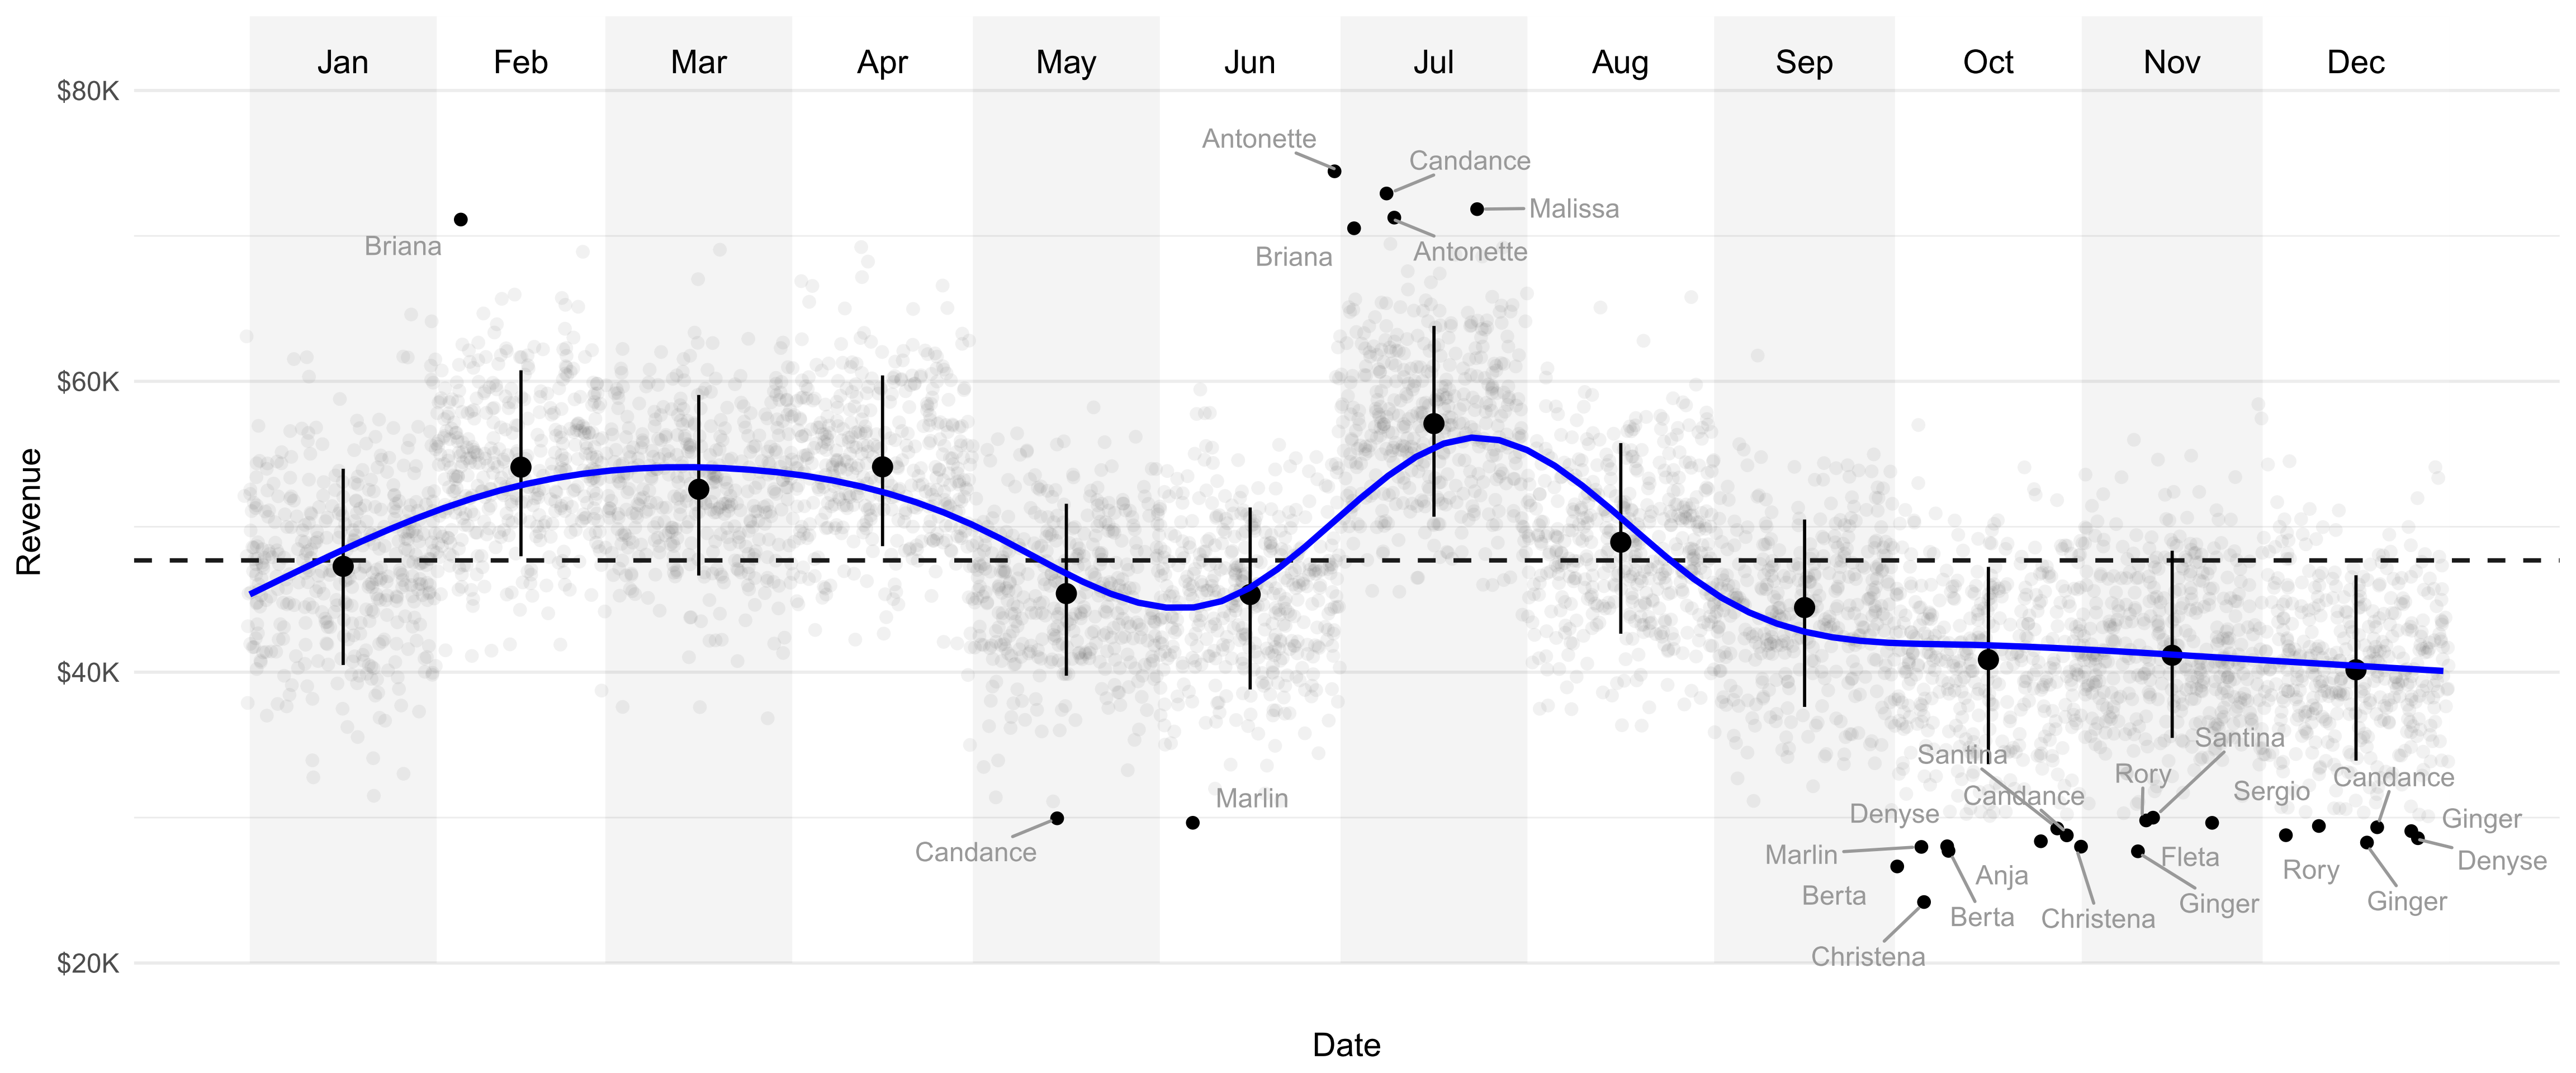 Jan Feb Mar Apr May Jun Jul Aug Sep Oct Nov Dec
$80K
Antonette
Candance
Malissa
Briana
Antonette
Briana
$60K
Revenue
$40K
Santina
Santina
Rory
Candance
Sergio
Candance
Marlin
Denyse
Ginger
Candance
Marlin
Fleta
Denyse
Rory
Anja
Berta
Ginger
Ginger
Berta
Christena
Christena
$20K
Date